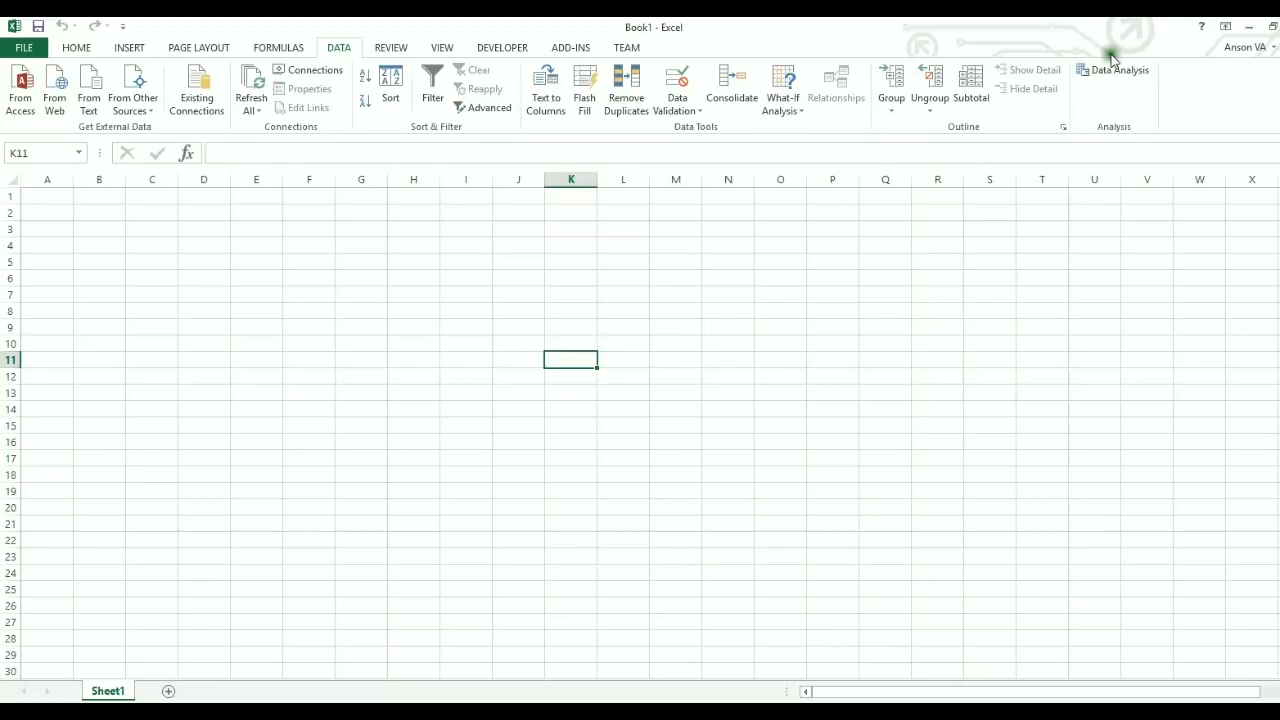 Book1 - Excel
?
FILE HOME INSERT PAGE LAYOUT FORMULAS DATA REVIEW VIEW DEVELOPER ADD-INS TEAM Anson VA
From Access
From Web
From Text
From Other Sources
Get External Data
Existing Connections
Refresh All
Connections
Properties
Edit Links
Connections
Sort
Filter
Clear
Reapply
Advanced
Sort & Filter
Text to Columns
Flash Fill
Remove Duplicates
Data Validation
Consolidate
What-If Analysis
Relationships
Data Tools
Group
Ungroup
Subtotal
Show Detail
Hide Detail
Outline
Data Analysis
Analysis
K11 fx
A B C D E F G H I J K L M N O P Q R S T U V W X
1
2
3
4
5
6
7
8
9
10
11
12
13
14
15
16
17
18
19
20
21
22
23
24
25
26
27
28
29
30
Sheet1